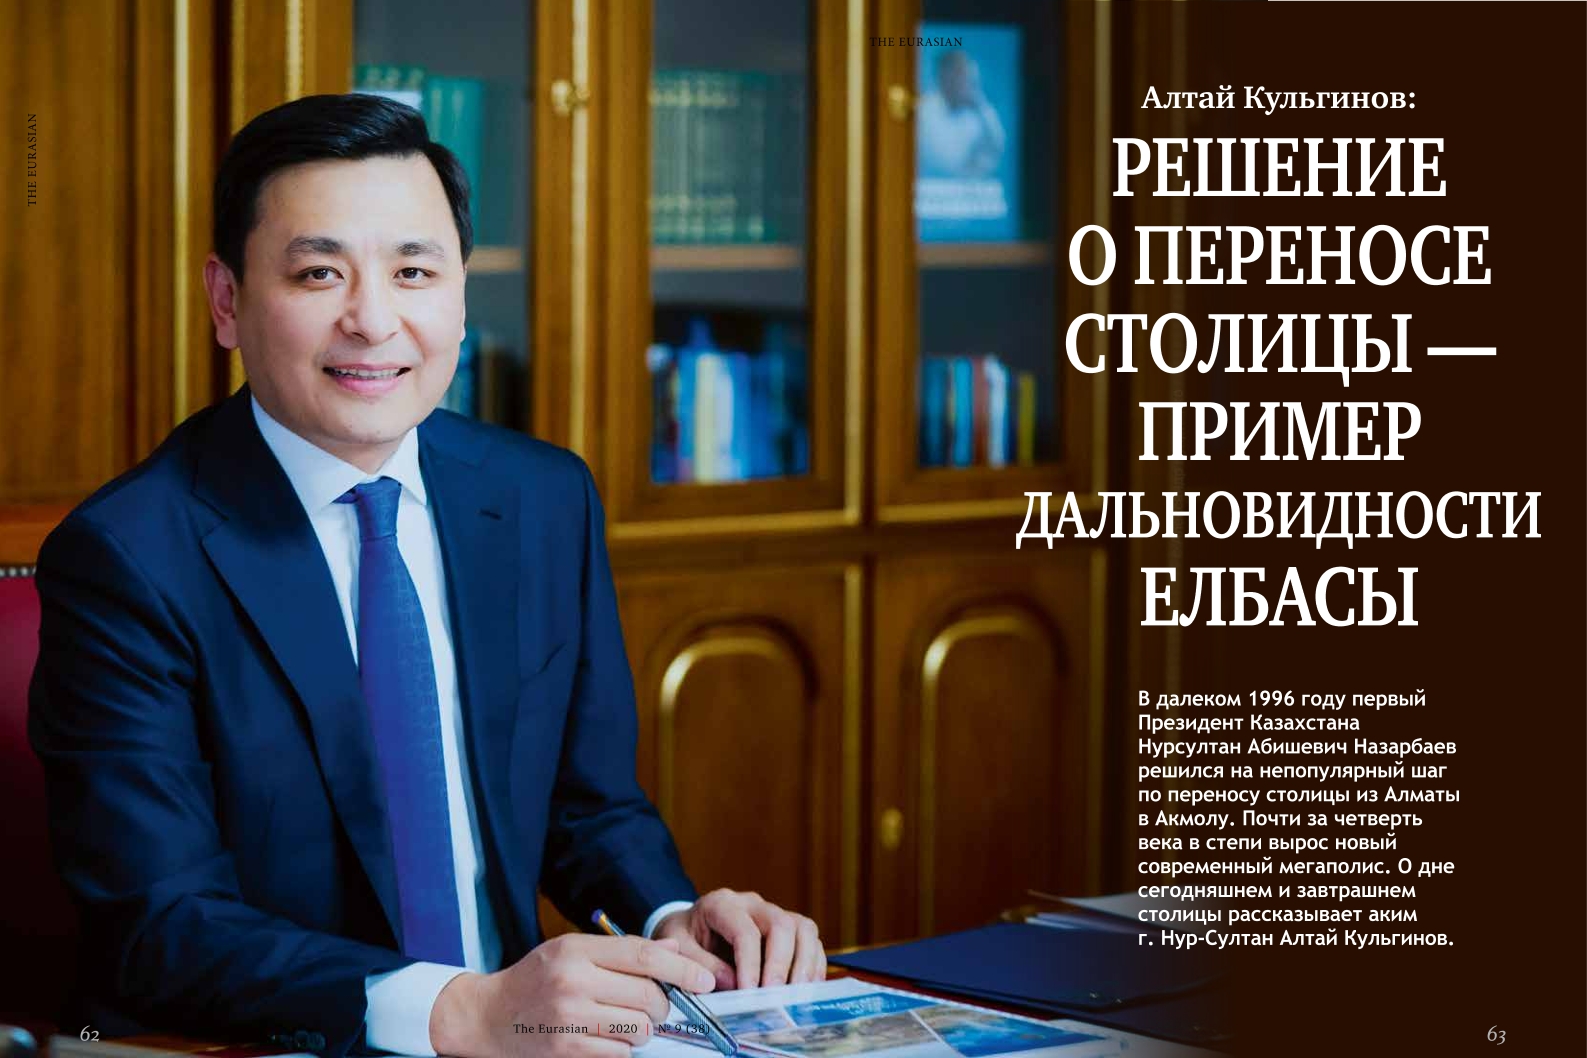 THE EURASIAN
THE EURASIAN
Алтай Кульгинов:
РЕШЕНИЕ
О ПЕРЕНОСЕ
СТОЛИЦЫ —
ПРИМЕР
ДАЛЬНОВИДНОСТИ
ЕЛБАСЫ
В далеком 1996 году первый
Президент Казахстана
Нурсултан Абишевич Назарбаев
решился на непопулярный шаг
по переносу столицы из Алматы
в Акмолу. Почти за четверть
века в степи вырос новый
современный мегаполис. О дне
сегодняшнем и завтрашнем
столицы рассказывает аким
г. Нур-Султан Алтай Кульгинов.
62
The Eurasian | 2020 | № 9 (38)
63